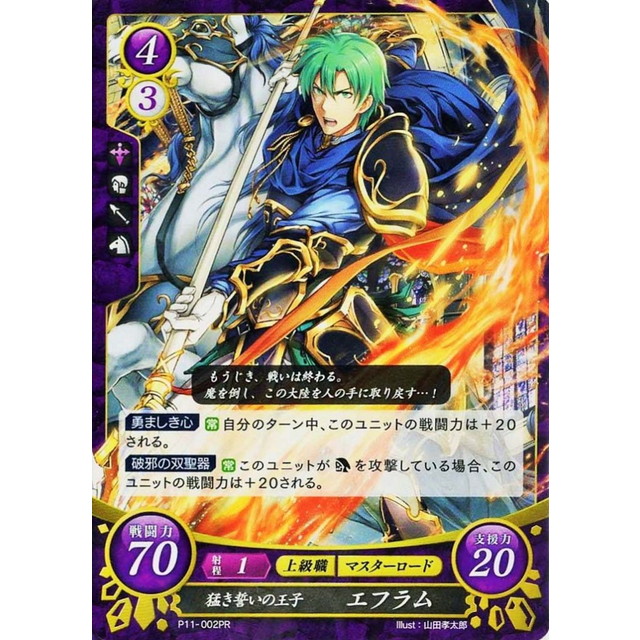 4
3
もうじき、戦いは終わる。
魔を倒し、この大陸を人の手に取り戻す…！
勇ましき心 常 自分のターン中、このユニットの戦闘力は＋20
される。
破邪の双聖器 常 このユニットが を攻撃している場合、この
ユニットの戦闘力は＋20される。
戦闘力
70
射程 1
上級職
マスターロード
支援力
20
猛き誓いの王子 エフラム
P11-002PR
Illust：山田孝太郎